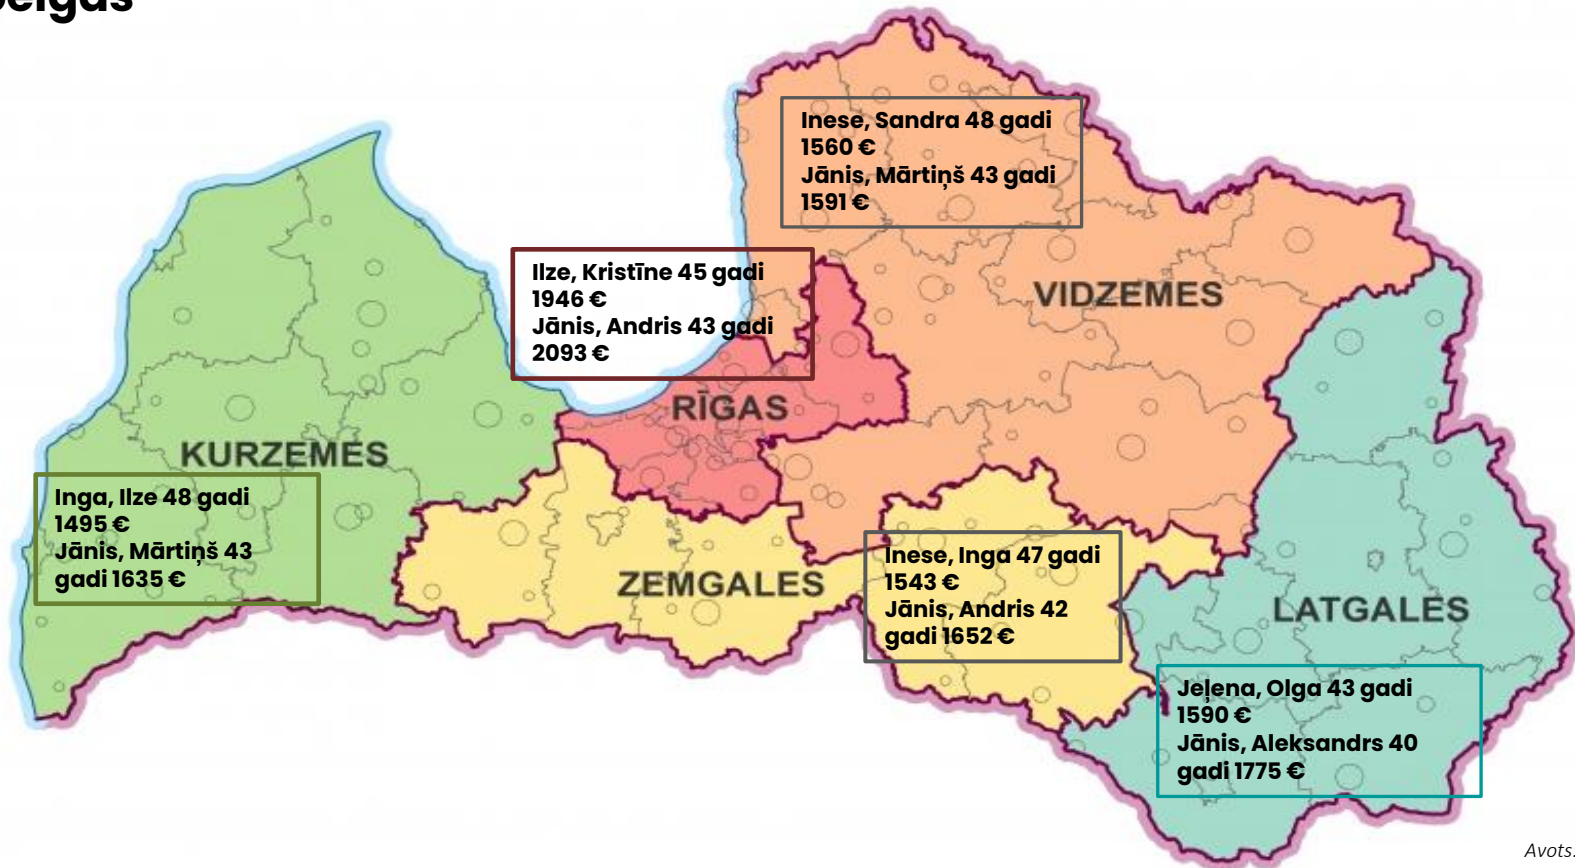 Inese, Sandra 48 gadi
1560 €
Jānis, Mārtiņš 43 gadi
1591 €
Ilze, Kristīne 45 gadi
1946 €
Jānis, Andris 43 gadi
2093 €
VIDZEMES
RĪGAS
KURZEMES
Inga, Ilze 48 gadi
1495 €
Jānis, Mārtiņš 43
gadi 1635 €
ZEMGALES
Inese, Inga 47 gadi
1543 €
Jānis, Andris 42
gadi 1652 €
LATGALES
Jeļena, Olga 43 gadi
1590 €
Jānis, Aleksandrs 40
gadi 1775 €
Avots.